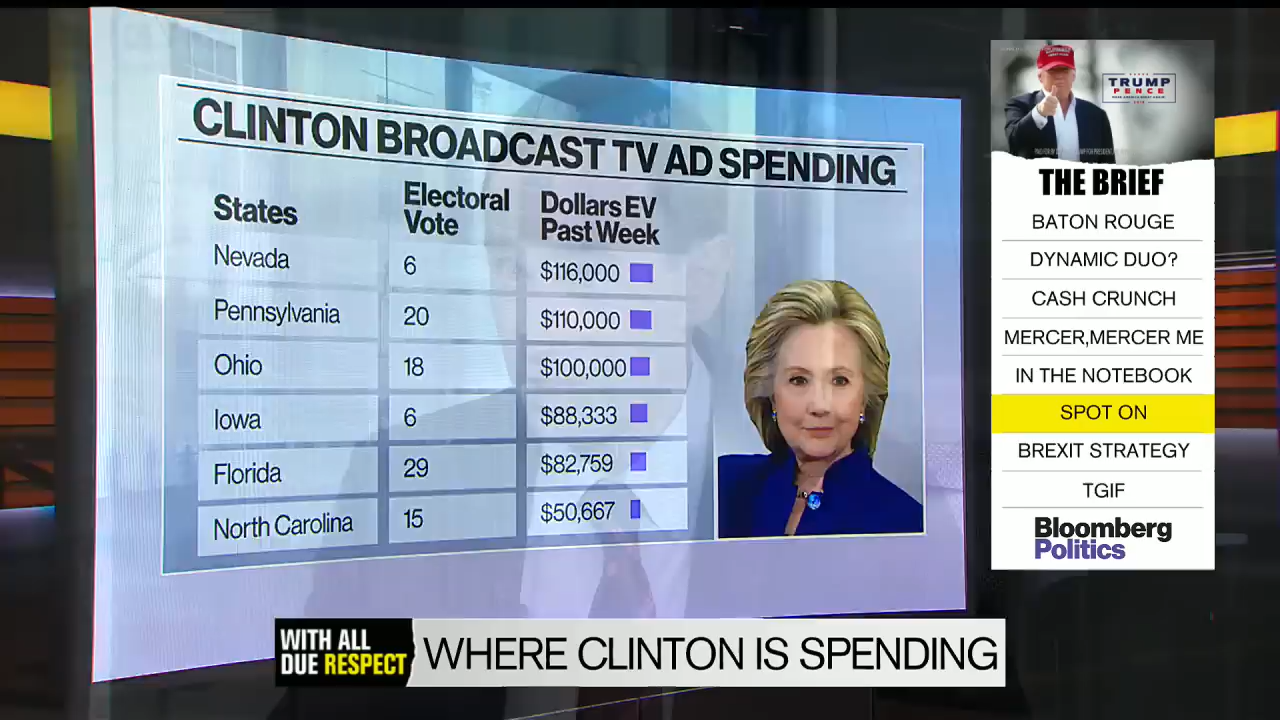 CLINTON BROADCAST TV AD SPENDING
States
Electoral
Vote
Dollars EV
Past Week
Nevada
6
$116,000
Pennsylvania
20
$110,000
Ohio
18
$100,000
Iowa
6
$88,333
Florida
29
$82,759
North Carolina
15
$50,667
TRUMP
PENCE
THE BRIEF
BATON ROUGE
DYNAMIC DUO?
CASH CRUNCH
MERCER,MERCER ME
IN THE NOTEBOOK
SPOT ON
BREXIT STRATEGY
TGIF
Bloomberg
Politics
WITH ALL
DUE RESPECT
WHERE CLINTON IS SPENDING